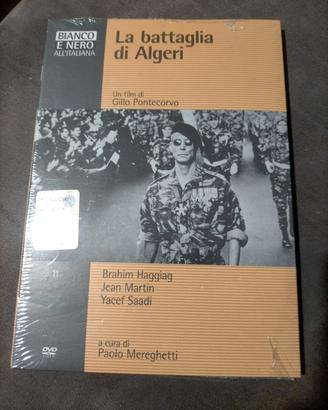 BIANCO
E NERO
ALL'ITALIANA
La battaglia
di Algeri
Un film di
Gillo Pontecorvo
11
Brahim Haggiag
Jean Martin
Yacef Saadi
a cura di
Paolo Mereghetti
DVD